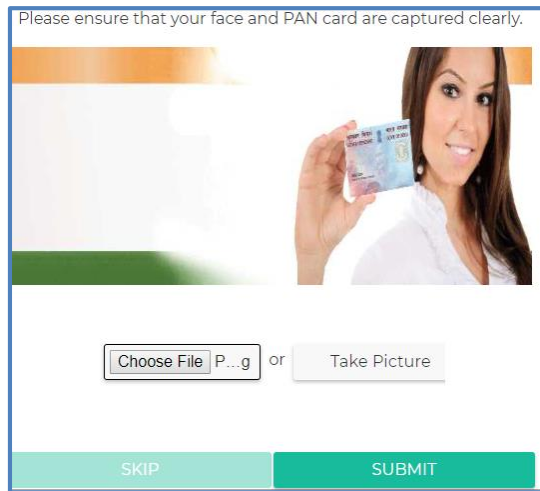 Please ensure that your face and PAN card are captured clearly.
Choose File P...g or Take Picture
SKIP SUBMIT